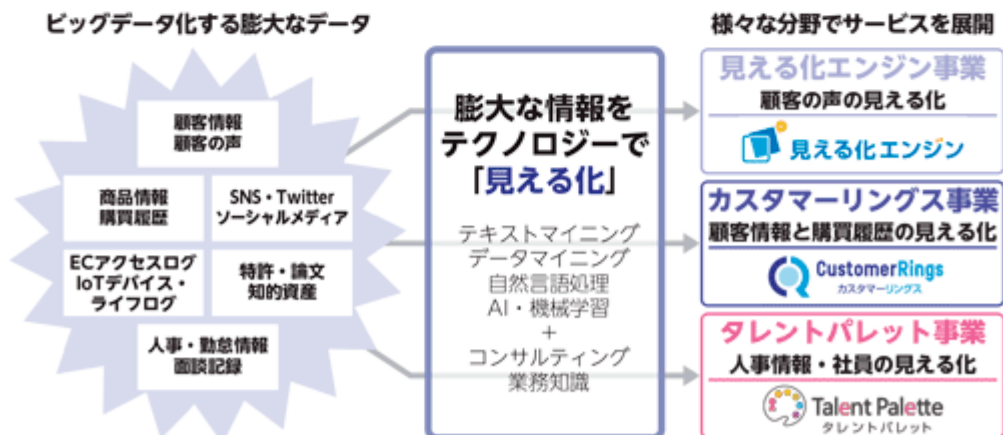 ビッグデータ化する膨大なデータ
顧客情報
顧客の声
商品情報
購買履歴
SNS・Twitter
ソーシャルメディア
ECアクセスログ
IoTデバイス・
ライフログ
特許・論文
知的資産
人事・勤怠情報
面談記録
膨大な情報を
テクノロジーで
「見える化」
テキストマイニング
データマイニング
自然言語処理
AI・機械学習
+
コンサルティング
業務知識
様々な分野でサービスを展開
見える化エンジン事業
顧客の声の見える化
見える化エンジン
カスタマーリングス事業
顧客情報と購買履歴の見える化
CustomerRings
カスタマーリングス
タレントパレット事業
人事情報・社員の見える化
Talent Palette
タレントパレット